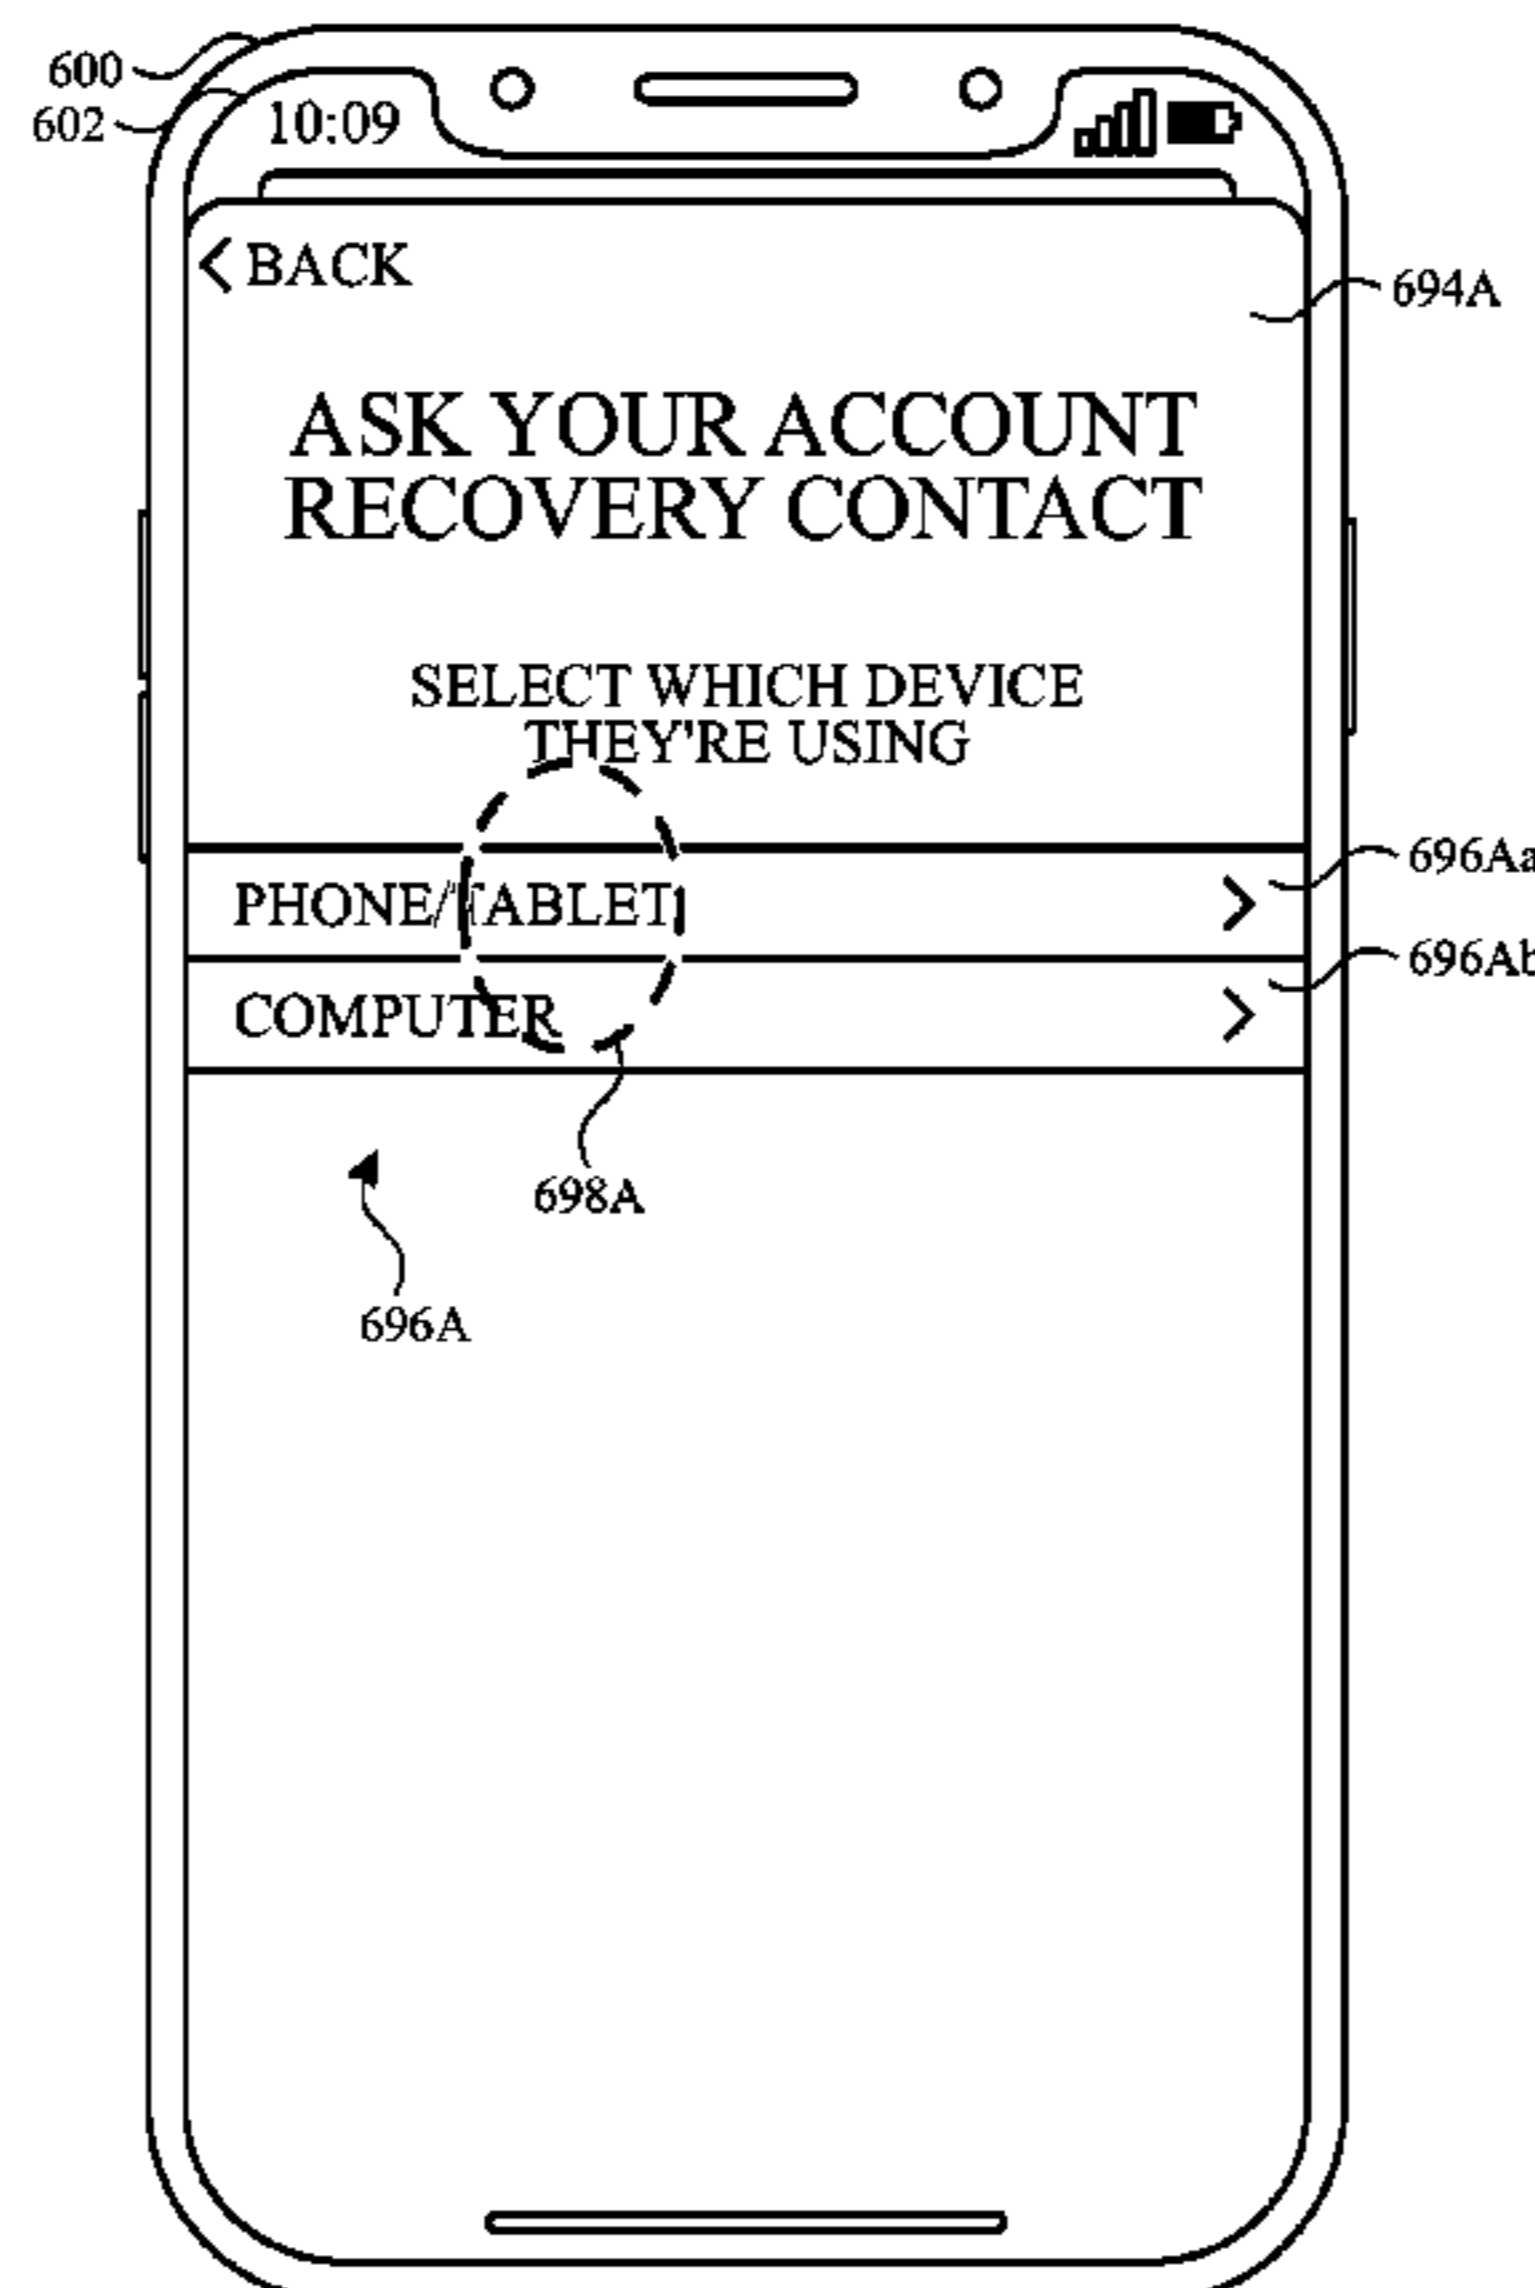 600
602
10:09
BACK
694A
ASK YOUR ACCOUNT
RECOVERY CONTACT
SELECT WHICH DEVICE
THEY'RE USING
PHONE/TABLET
696Aa
696Ab
COMPUTER
698A
696A